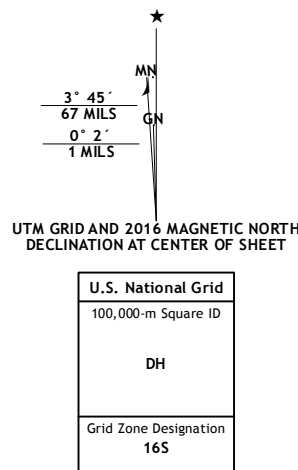 ★
MN
GN
3° 45´
67 MILS
0° 2´
1 MILS
UTM GRID AND 2016 MAGNETIC NORTH
DECLINATION AT CENTER OF SHEET
U.S. National Grid
100,000-m Square ID
DH
Grid Zone Designation
16S